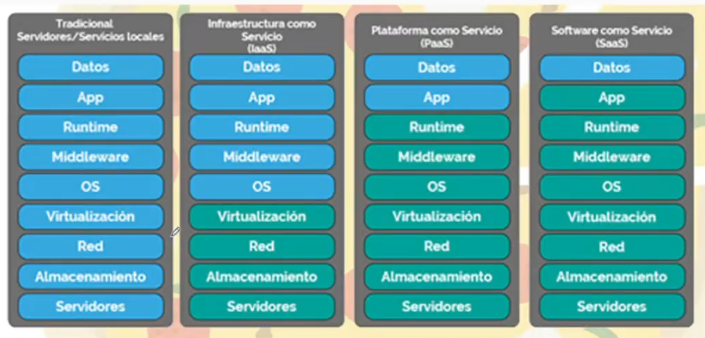 Tradicional
Servidores/Servicios locales
Datos
App
Runtime
Middleware
OS
Virtualización
Red
Almacenamiento
Servidores
Infraestructura como
Servicio
(IaaS)
Datos
App
Runtime
Middleware
OS
Virtualización
Red
Almacenamiento
Servidores
Plataforma como Servicio
(PaaS)
Datos
App
Runtime
Middleware
OS
Virtualización
Red
Almacenamiento
Servidores
Software como Servicio
(SaaS)
Datos
App
Runtime
Middleware
OS
Virtualización
Red
Almacenamiento
Servidores